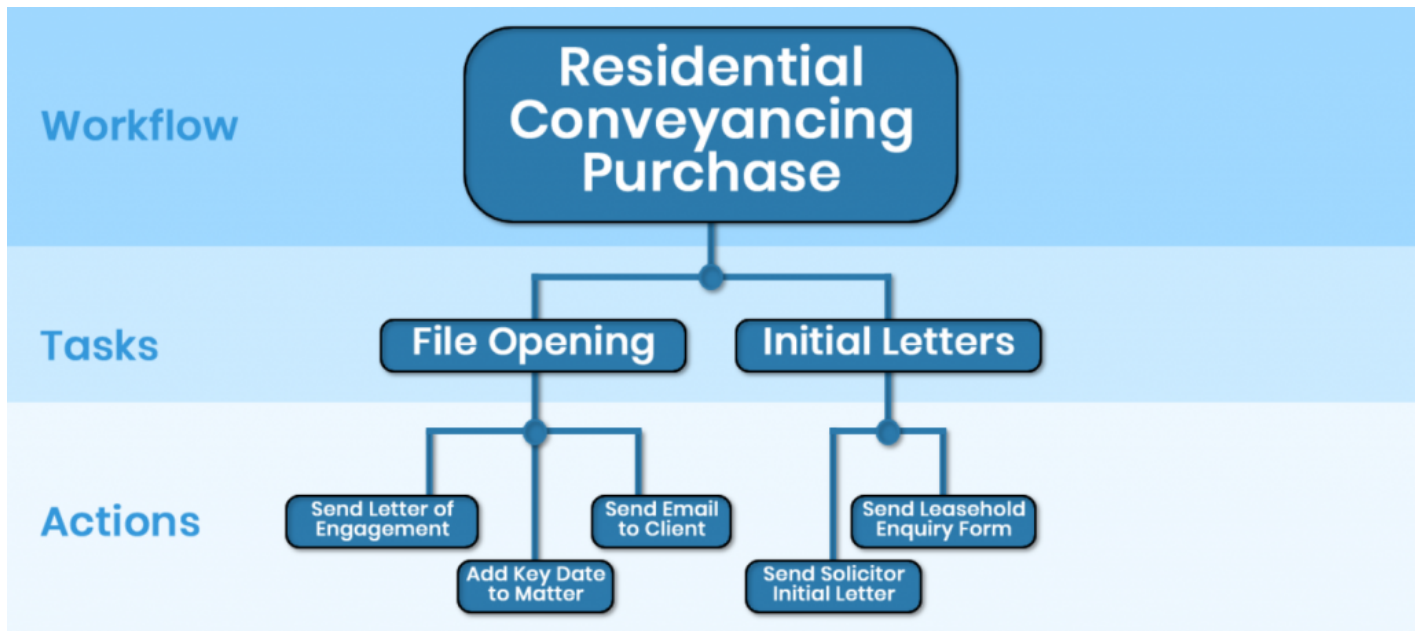 Workflow
Residential
Conveyancing
Purchase
Tasks
File Opening
Initial Letters
Actions
Send Letter of
Engagement
Add Key Date
to Matter
Send Email
to Client
Send Solicitor
Initial Letter
Send Leasehold
Enquiry Form